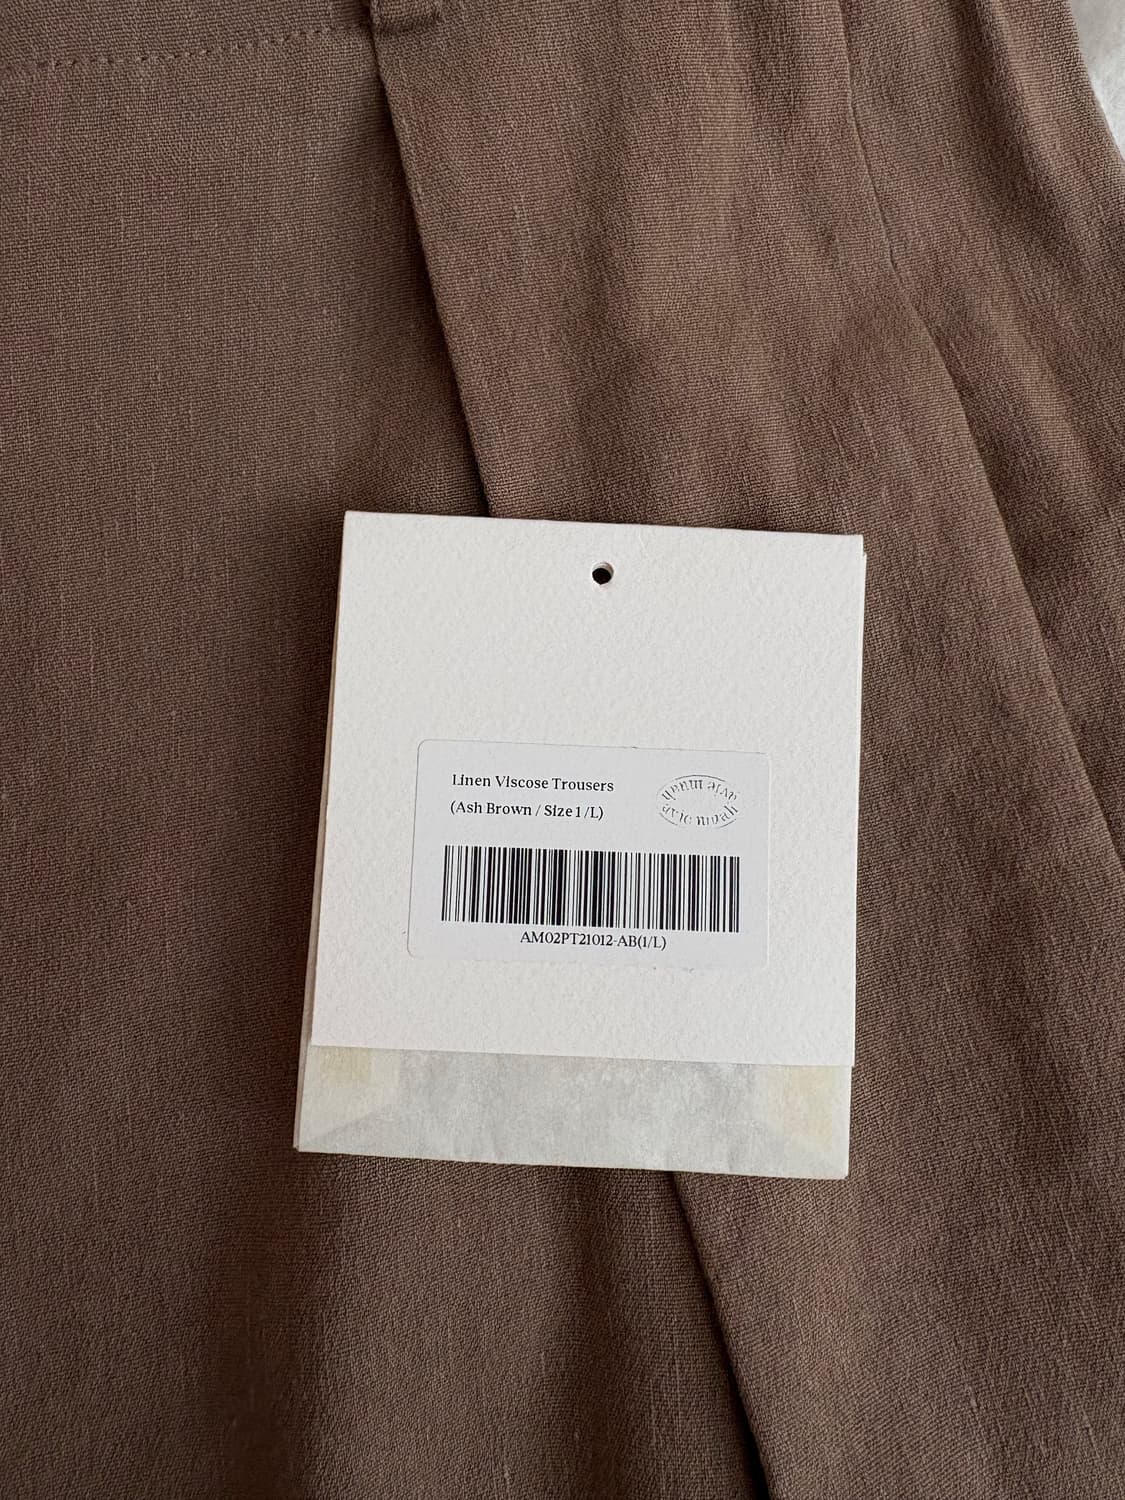 Linen Viscose Trousers
(Ash Brown / Size 1 /L)
AM02PT21012-AB(1/L)